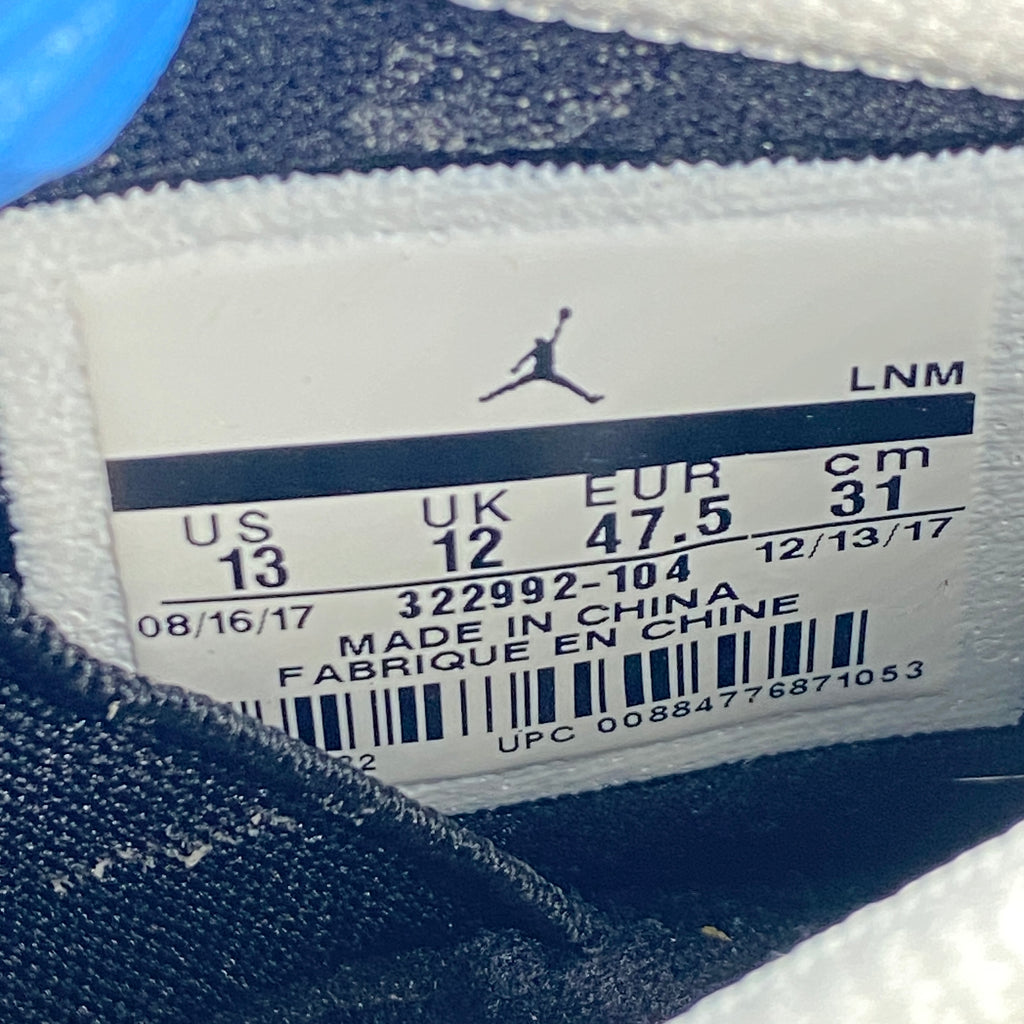 LNM
US UK EUR cm
13 12 47.5 31
08/16/17 322992-104 12/13/17
MADE IN CHINA
FABRIQUE EN CHINE
UPC 00884776871053